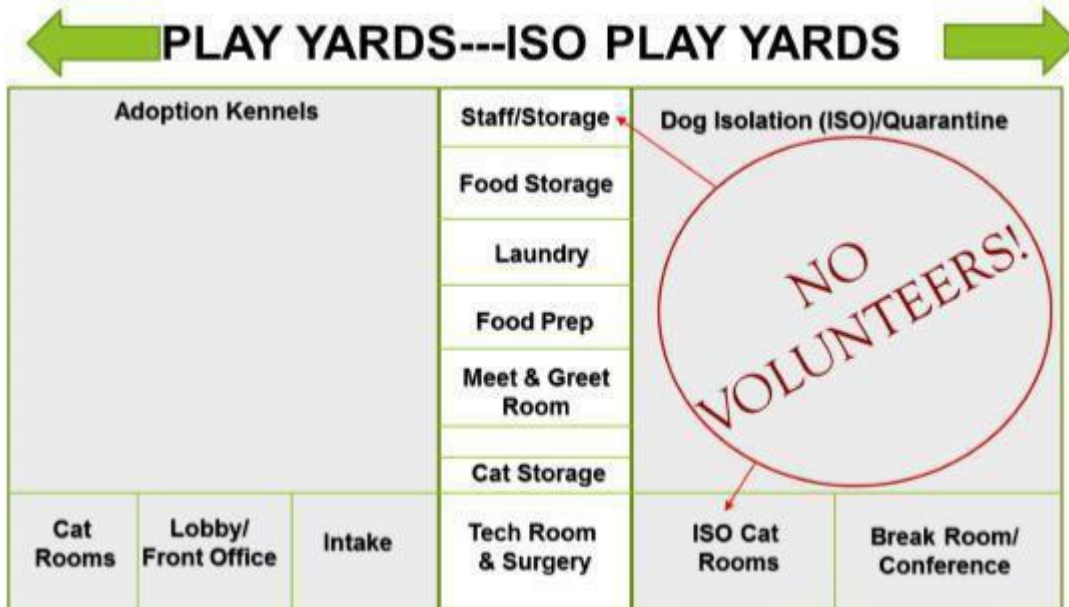 PLAY YARDS---ISO PLAY YARDS
Adoption Kennels
Staff/Storage
Dog Isolation (ISO)/Quarantine
Food Storage
Laundry
Food Prep
Meet & Greet
Room
NO
VOLUNTEERS!
Cat Storage
Cat
Rooms
Lobby/
Front Office
Intake
Tech Room
& Surgery
ISO Cat
Rooms
Break Room/
Conference